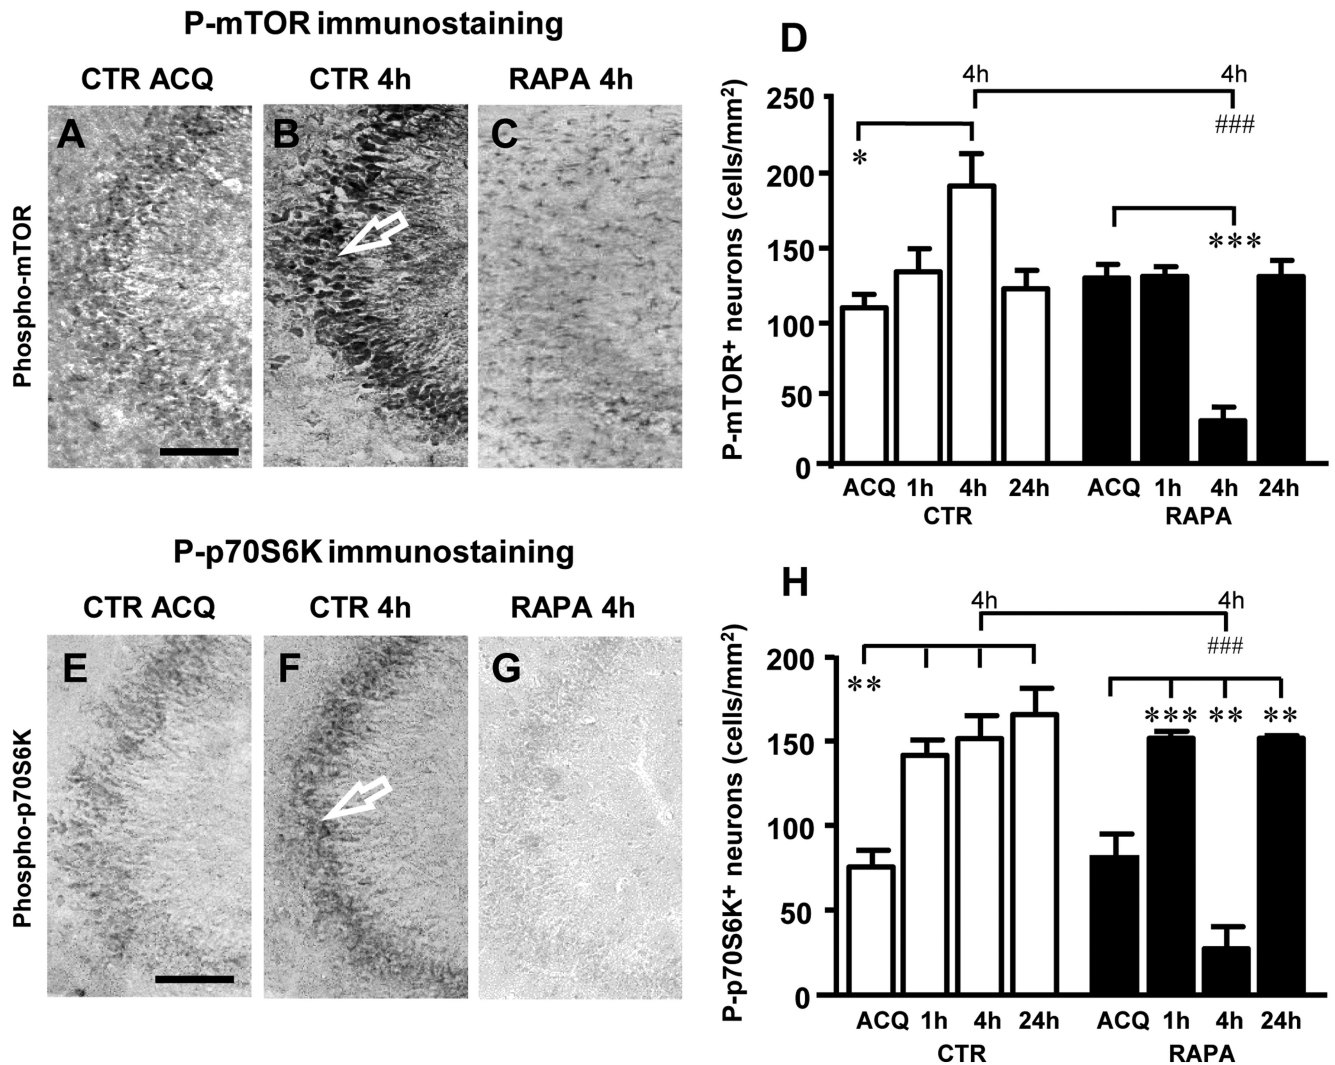 P-mTOR immunostaining
CTR ACQ
CTR 4h
RAPA 4h
A
B
C
Phospho-mTOR
D
4h
4h
###
*
***
P-mTOR+ neurons (cells/mm2)
250
200
150
100
50
0
ACQ 1h 4h 24h
ACQ 1h 4h 24h
CTR
RAPA
P-p70S6K immunostaining
CTR ACQ
CTR 4h
RAPA 4h
E
F
G
Phospho-p70S6K
H
4h
4h
###
**
*** ** **
P-p70S6K+ neurons (cells/mm2)
200
150
100
50
0
ACQ 1h 4h 24h
ACQ 1h 4h 24h
CTR
RAPA